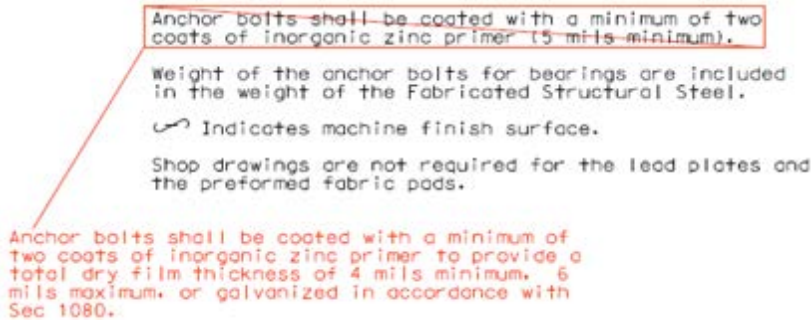 Anchor bolts shall be coated with a minimum of two
coats of inorganic zinc primer (5 mils minimum).
Weight of the anchor bolts for bearings are included
in the weight of the Fabricated Structural Steel.
Indicates machine finish surface.
Shop drawings are not required for the lead plates and
the preformed fabric pads.
Anchor bolts shall be coated with a minimum of
two coats of inorganic zinc primer to provide a
total dry film thickness of 4 mils minimum. 6
mils maximum. or galvanized in accordance with
Sec 1080.